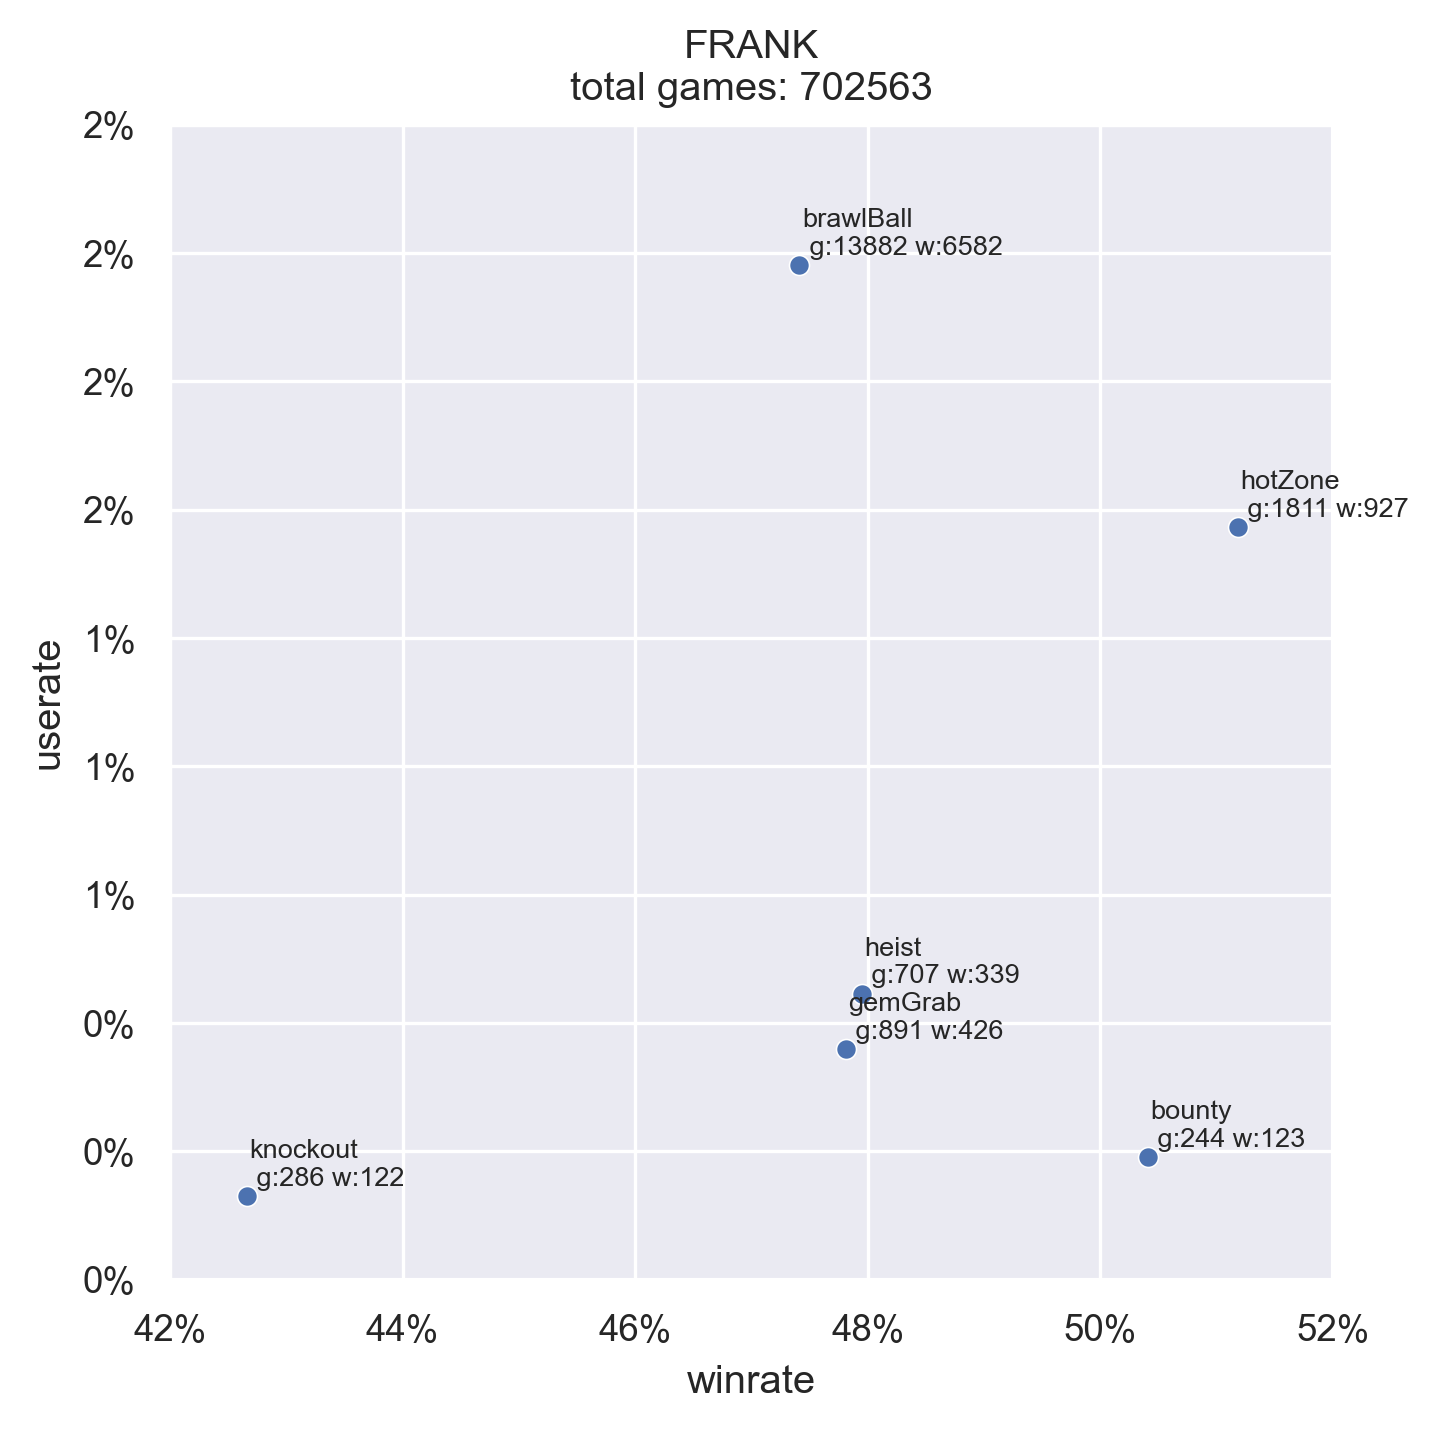 FRANK
total games: 702563
2%
brawlBall
g:13882 w:6582
2%
2%
hotZone
g:1811 w:927
2%
1%
userate
1%
1%
heist
g:707 w:339
gemGrab
g:891 w:426
0%
bounty
g:244 w:123
knockout
g:286 w:122
0%
0%
42%
44%
46%
48%
50%
52%
winrate